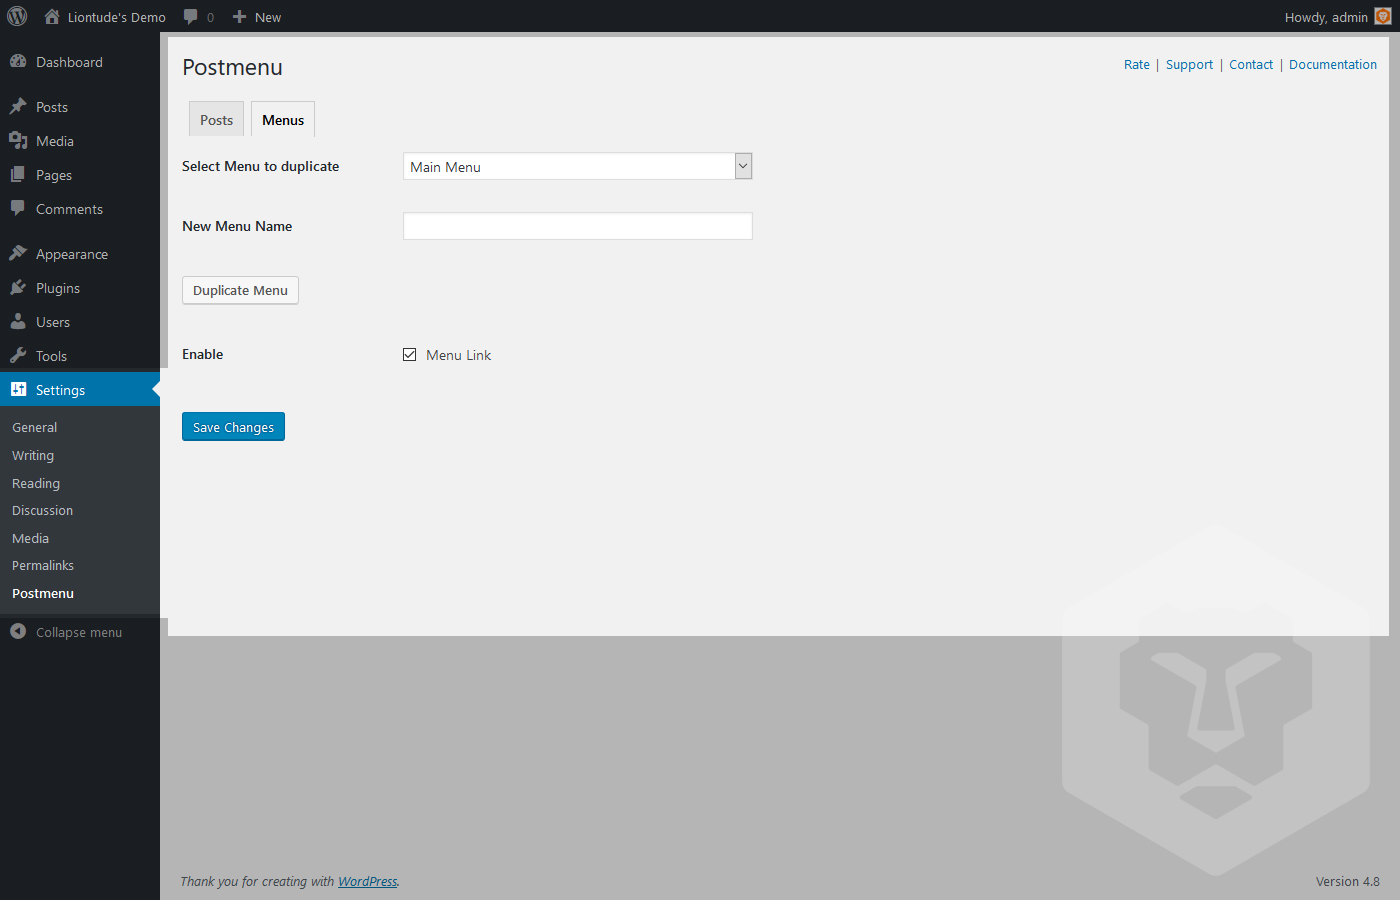 Liontude's Demo 0 New Howdy, admin
Dashboard
Posts
Media
Pages
Comments
Appearance
Plugins
Users
Tools
Settings
General
Writing
Reading
Discussion
Media
Permalinks
Postmenu
Collapse menu
Postmenu
Rate | Support | Contact | Documentation
Posts Menus
Select Menu to duplicate Main Menu
New Menu Name
Duplicate Menu
Enable Menu Link
Save Changes
Thank you for creating with WordPress. Version 4.8